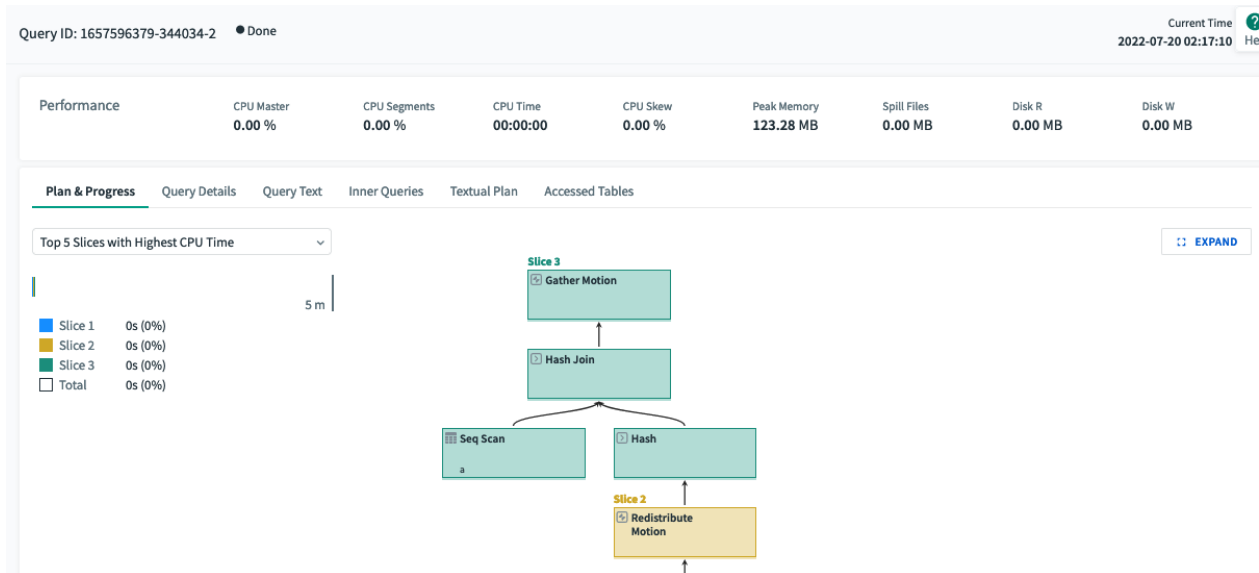 Query ID: 1657596379-344034-2
Done
Current Time
2022-07-20 02:17:10
Performance
CPU Master
0.00 %
CPU Segments
0.00 %
CPU Time
00:00:00
CPU Skew
0.00 %
Peak Memory
123.28 MB
Spill Files
0.00 MB
Disk R
0.00 MB
Disk W
0.00 MB
Plan & Progress
Query Details
Query Text
Inner Queries
Textual Plan
Accessed Tables
Top 5 Slices with Highest CPU Time
EXPAND
5 m
Slice 1 0s (0%)
Slice 2 0s (0%)
Slice 3 0s (0%)
Total 0s (0%)
Slice 3
Gather Motion
Hash Join
Seq Scan
a
Hash
Slice 2
Redistribute
Motion